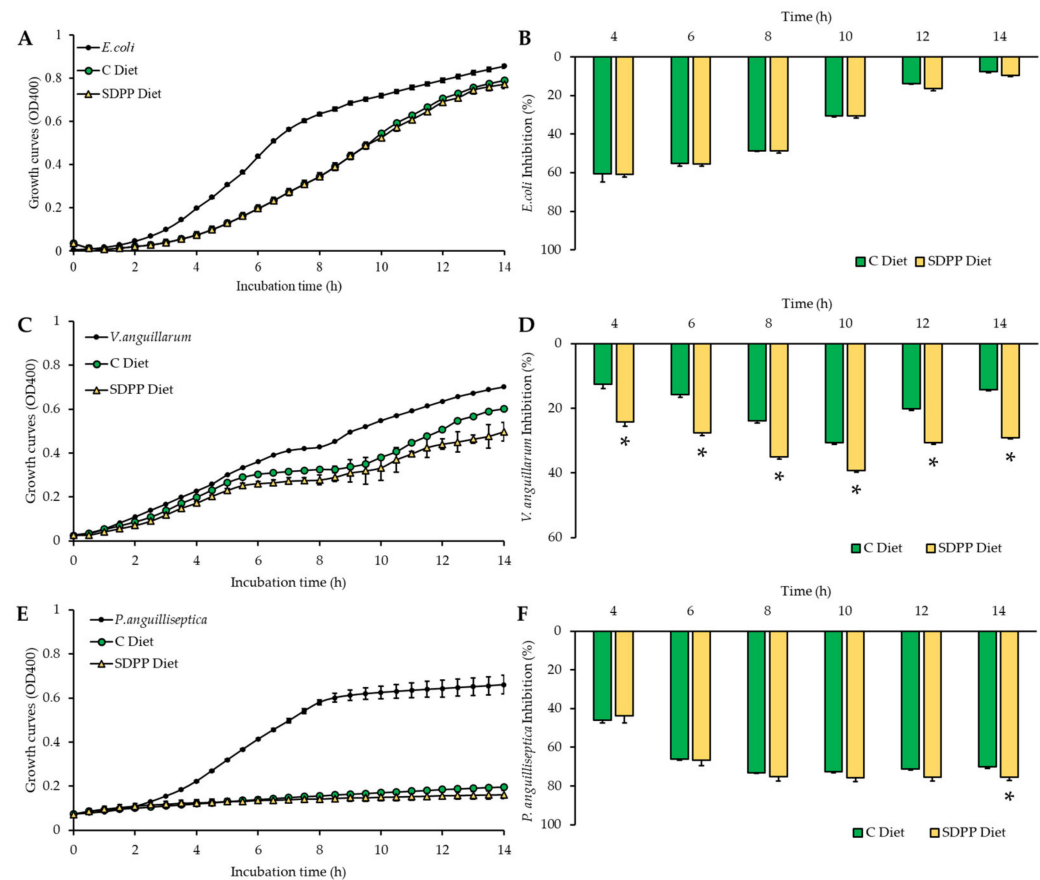 A
Growth curves (OD400)
1
0.8
0.6
0.4
0.2
0
E.coli
C Diet
SDPP Diet
0 2 4 6 8 10 12 14
Incubation time (h)
B
Time (h)
4 6 8 10 12 14
E.coli Inhibition (%)
0
20
40
60
80
100
C Diet SDPP Diet
C
Growth curves (OD400)
1
0.8
0.6
0.4
0.2
0
V.anguillarum
C Diet
SDPP Diet
0 2 4 6 8 10 12 14
Incubation time (h)
D
Time (h)
4 6 8 10 12 14
V. anguillarum Inhibition (%)
0
20
40
60
* * * * * *
C Diet SDPP Diet
E
Growth curves (OD400)
1
0.8
0.6
0.4
0.2
0
P.anguilliseptica
C Diet
SDPP Diet
0 2 4 6 8 10 12 14
Incubation time (h)
F
Time (h)
4 6 8 10 12 14
P. anguilliseptica Inhibition (%)
0
20
40
60
80
100
*
C Diet SDPP Diet